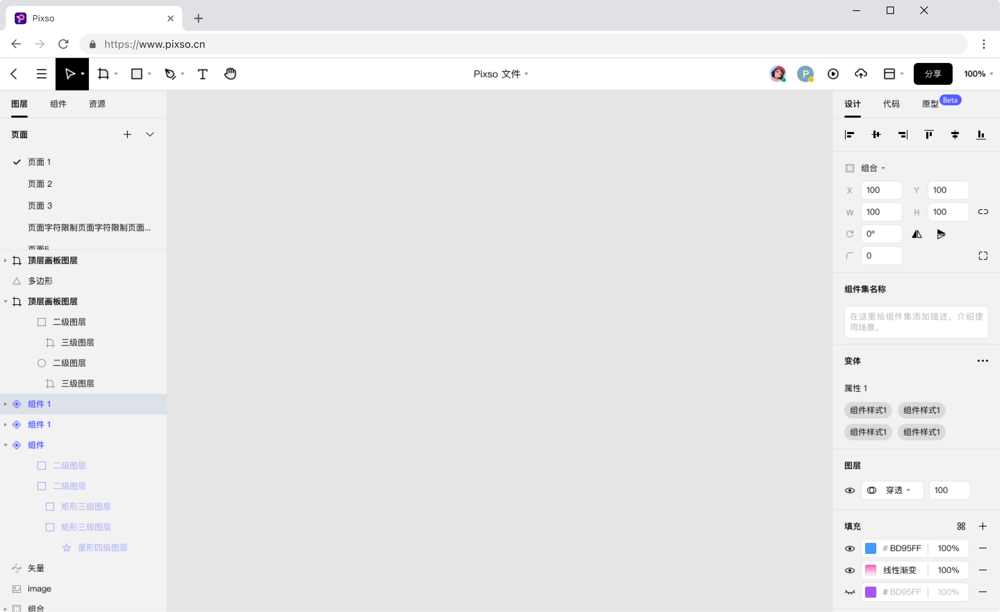 Pixso
https://www.pixso.cn
Pixso 文件
P
分享
100%
图层 组件 资源
页面
页面 1
页面 2
页面 3
页面字符限制页面字符限制页面...
页面5
顶层画板图层
多边形
顶层画板图层
二级图层
三级图层
二级图层
三级图层
组件 1
组件 1
组件
二级图层
二级图层
矩形三级图层
矩形三级图层
星形四级图层
矢量
image
组合
设计 代码 原型 Beta
组合
X 100 Y 100
W 100 H 100
0°
0
组件集名称
在这里给组件集添加描述，介绍使
用场景。
变体
属性 1
组件样式1 组件样式1
组件样式1 组件样式1
图层
穿透 100
填充
# BD95FF 100%
线性渐变 100%
# BD95FF 100%